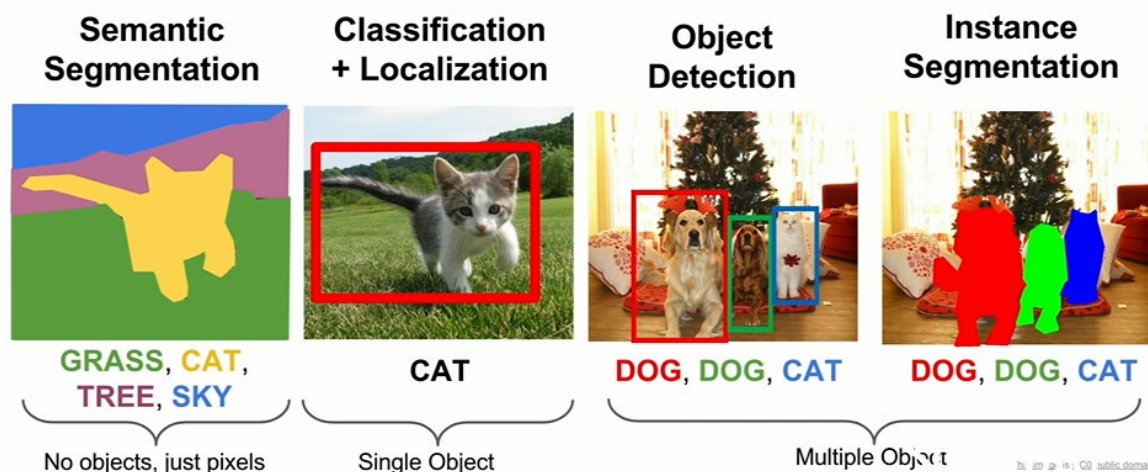 Semantic
Segmentation
Classification
+ Localization
Object
Detection
Instance
Segmentation
GRASS, CAT,
TREE, SKY
CAT
DOG, DOG, CAT
DOG, DOG, CAT
No objects, just pixels
Single Object
Multiple Object